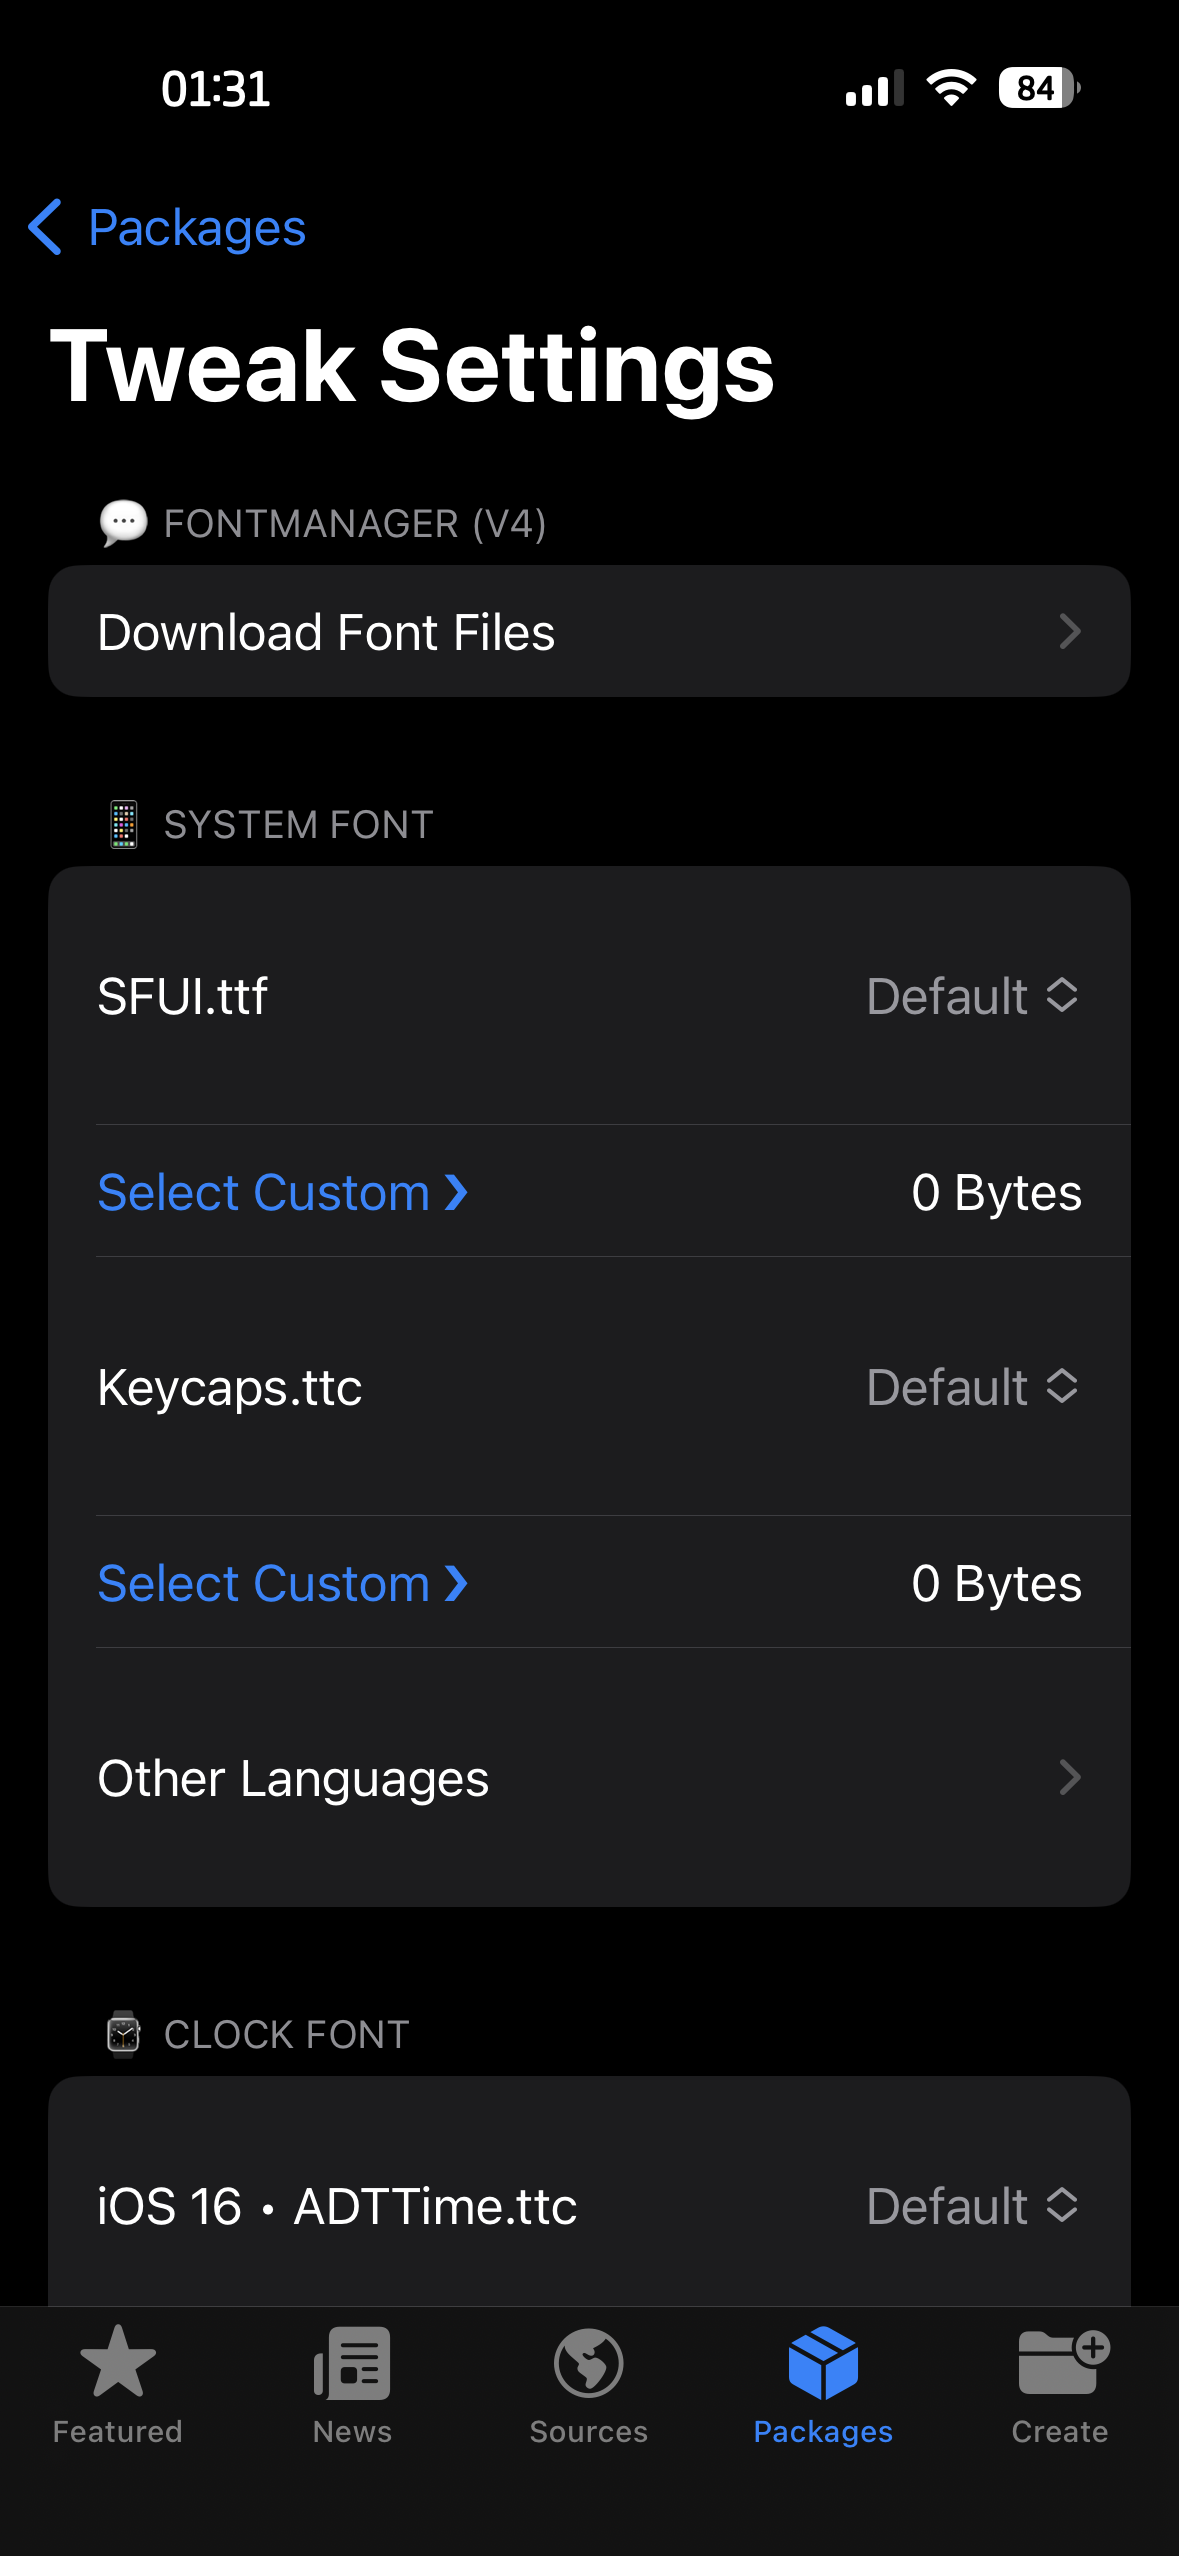 01:31
84
Packages
Tweak Settings
💬 FONTMANAGER (V4)
Download Font Files
📱 SYSTEM FONT
SFUI.ttf Default
Select Custom ❯ 0 Bytes
Keycaps.ttc Default
Select Custom ❯ 0 Bytes
Other Languages
⌚ CLOCK FONT
iOS 16 • ADTTime.ttc Default
Featured News Sources Packages Create